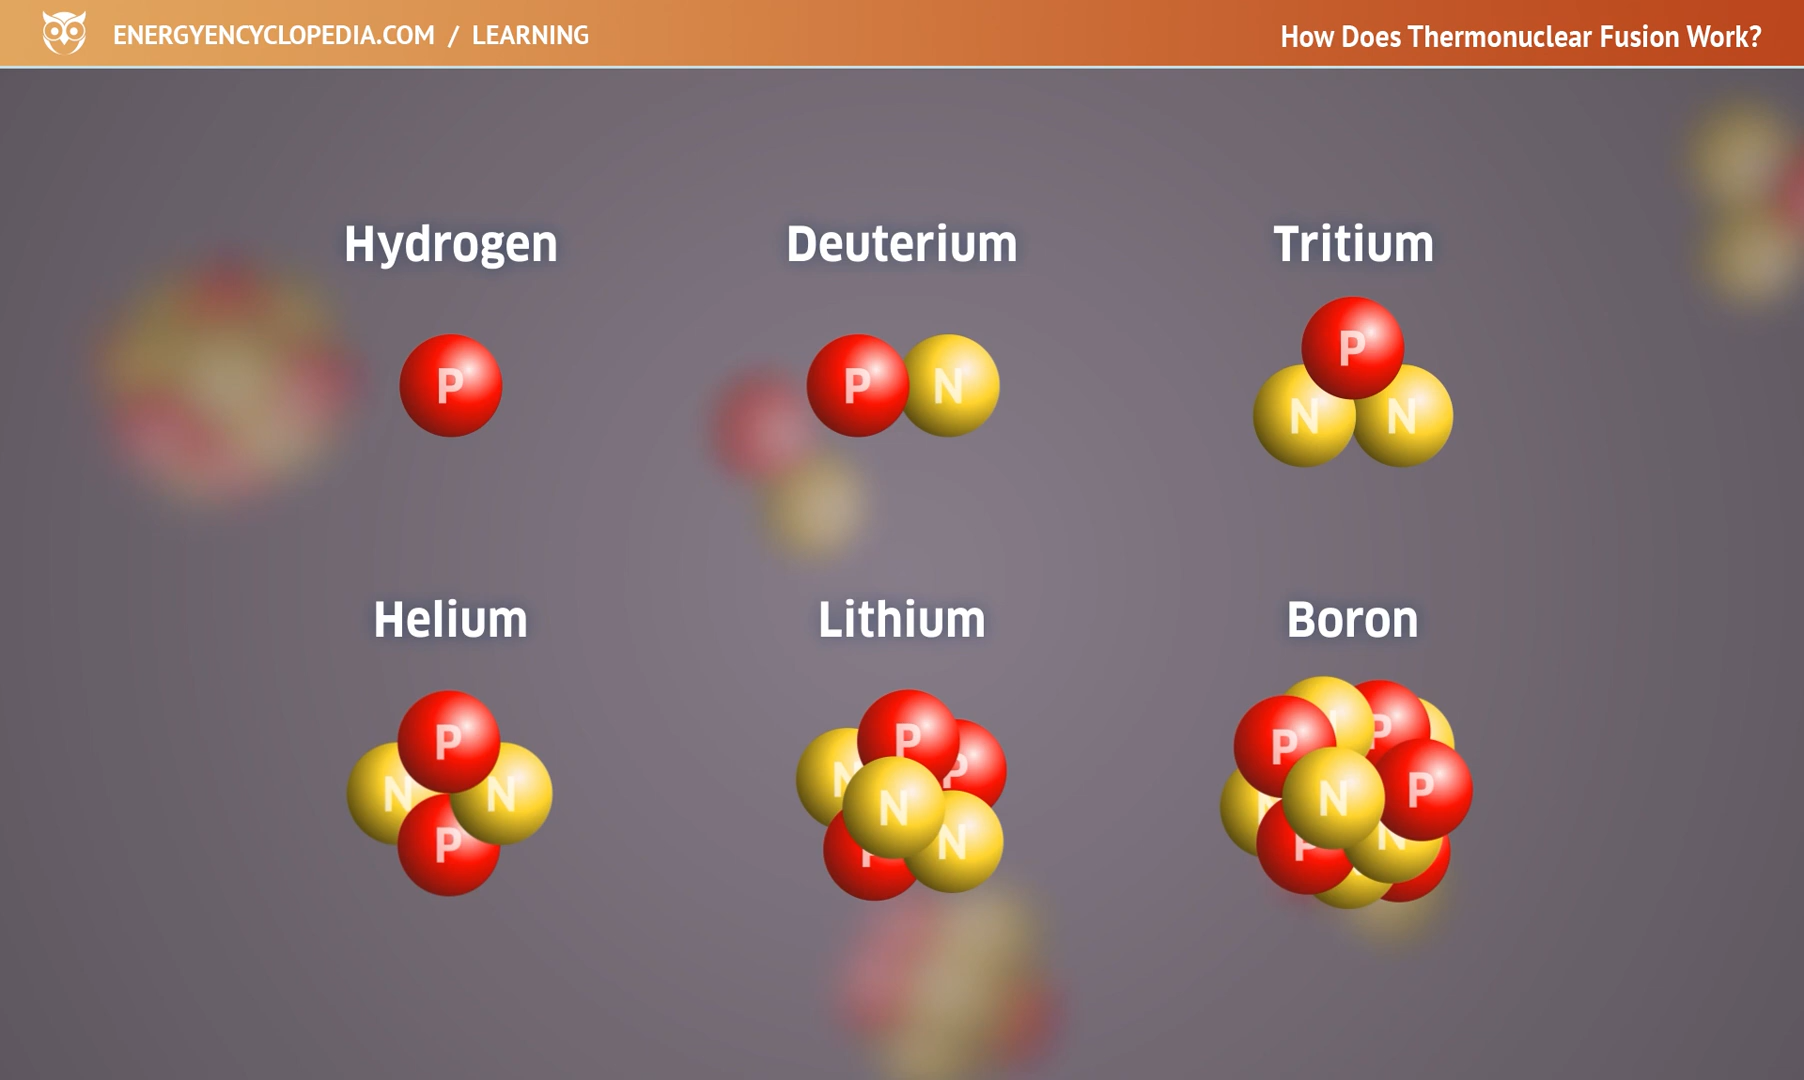 ENERGYENCYCLOPEDIA.COM / LEARNING
How Does Thermonuclear Fusion Work?
Hydrogen
Deuterium
Tritium
P
P N
P
N N
Helium
Lithium
Boron
P
N N
P
P
N P
N
N
P
N P
P
P
N
P N